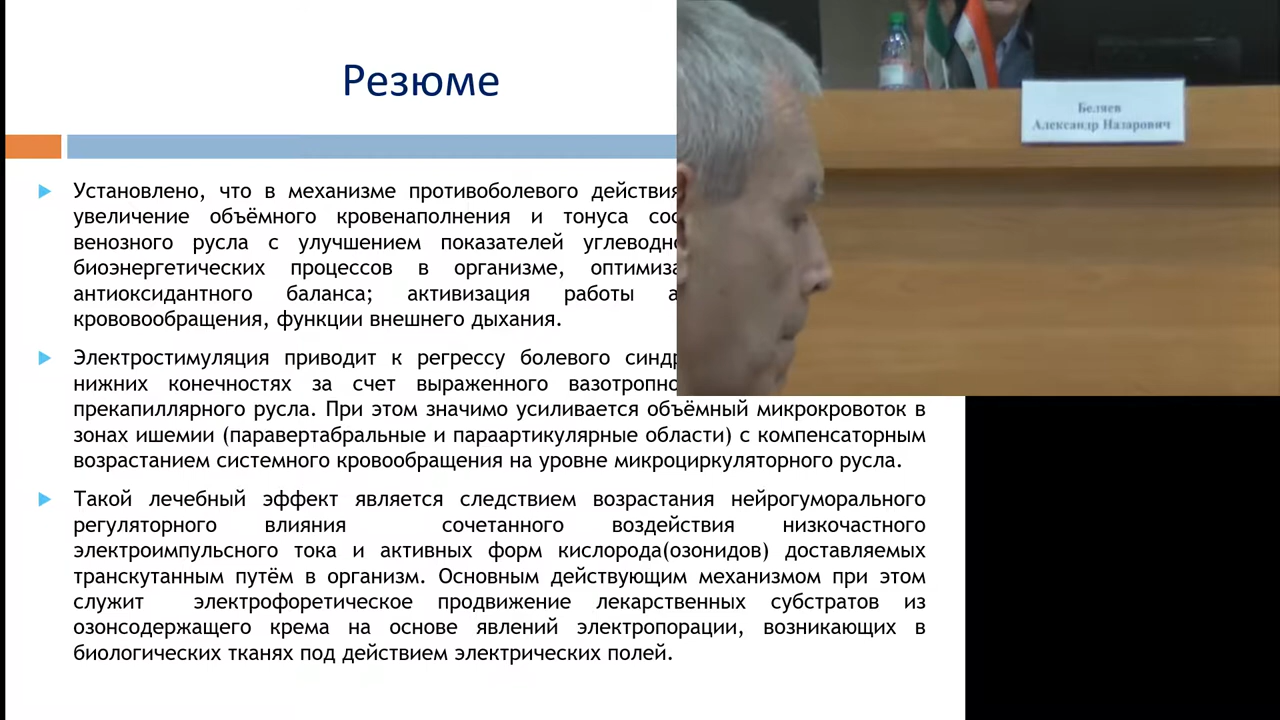 Резюме
Установлено, что в механизме противоболевого действия
увеличение объёмного кровенаполнения и тонуса
венозного русла с улучшением показателей
биоэнергетических процессов в организме,
антиоксидантного баланса; активизация работы
крововообращения, функции внешнего дыхания.
Электростимуляция приводит к регрессу болевого
нижних конечностях за счет выраженного
прекапиллярного русла. При этом значимо усиливается объёмный микрокровоток в
зонах ишемии (паравертабральные и параартикулярные области) с компенсаторным
возрастанием системного кровообращения на уровне микроциркуляторного русла.
Такой лечебный эффект является следствием возрастания нейрогуморального
регуляторного влияния сочетанного воздействия низкочастного
электроимпульсного тока и активных форм кислорода(озонидов) доставляемых
транскутанным путём в организм. Основным действующим механизмом при этом
служит электрофоретическое продвижение лекарственных субстратов из
озонсодержащего крема на основе явлений электропорации, возникающих в
биологических тканях под действием электрических полей.
Беляев
Александр Назарович